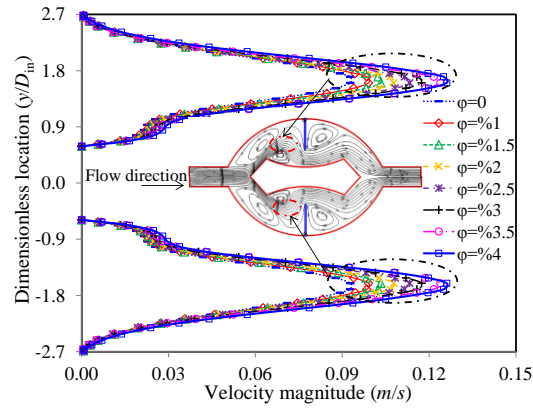 Dimensionless location (y/D_in)
2.7
1.8
0.9
0.0
-0.9
-1.8
-2.7
Flow direction
φ=0
φ=%1
φ=%1.5
φ=%2
φ=%2.5
φ=%3
φ=%3.5
φ=%4
0.00 0.03 0.06 0.09 0.12 0.15
Velocity magnitude (m/s)